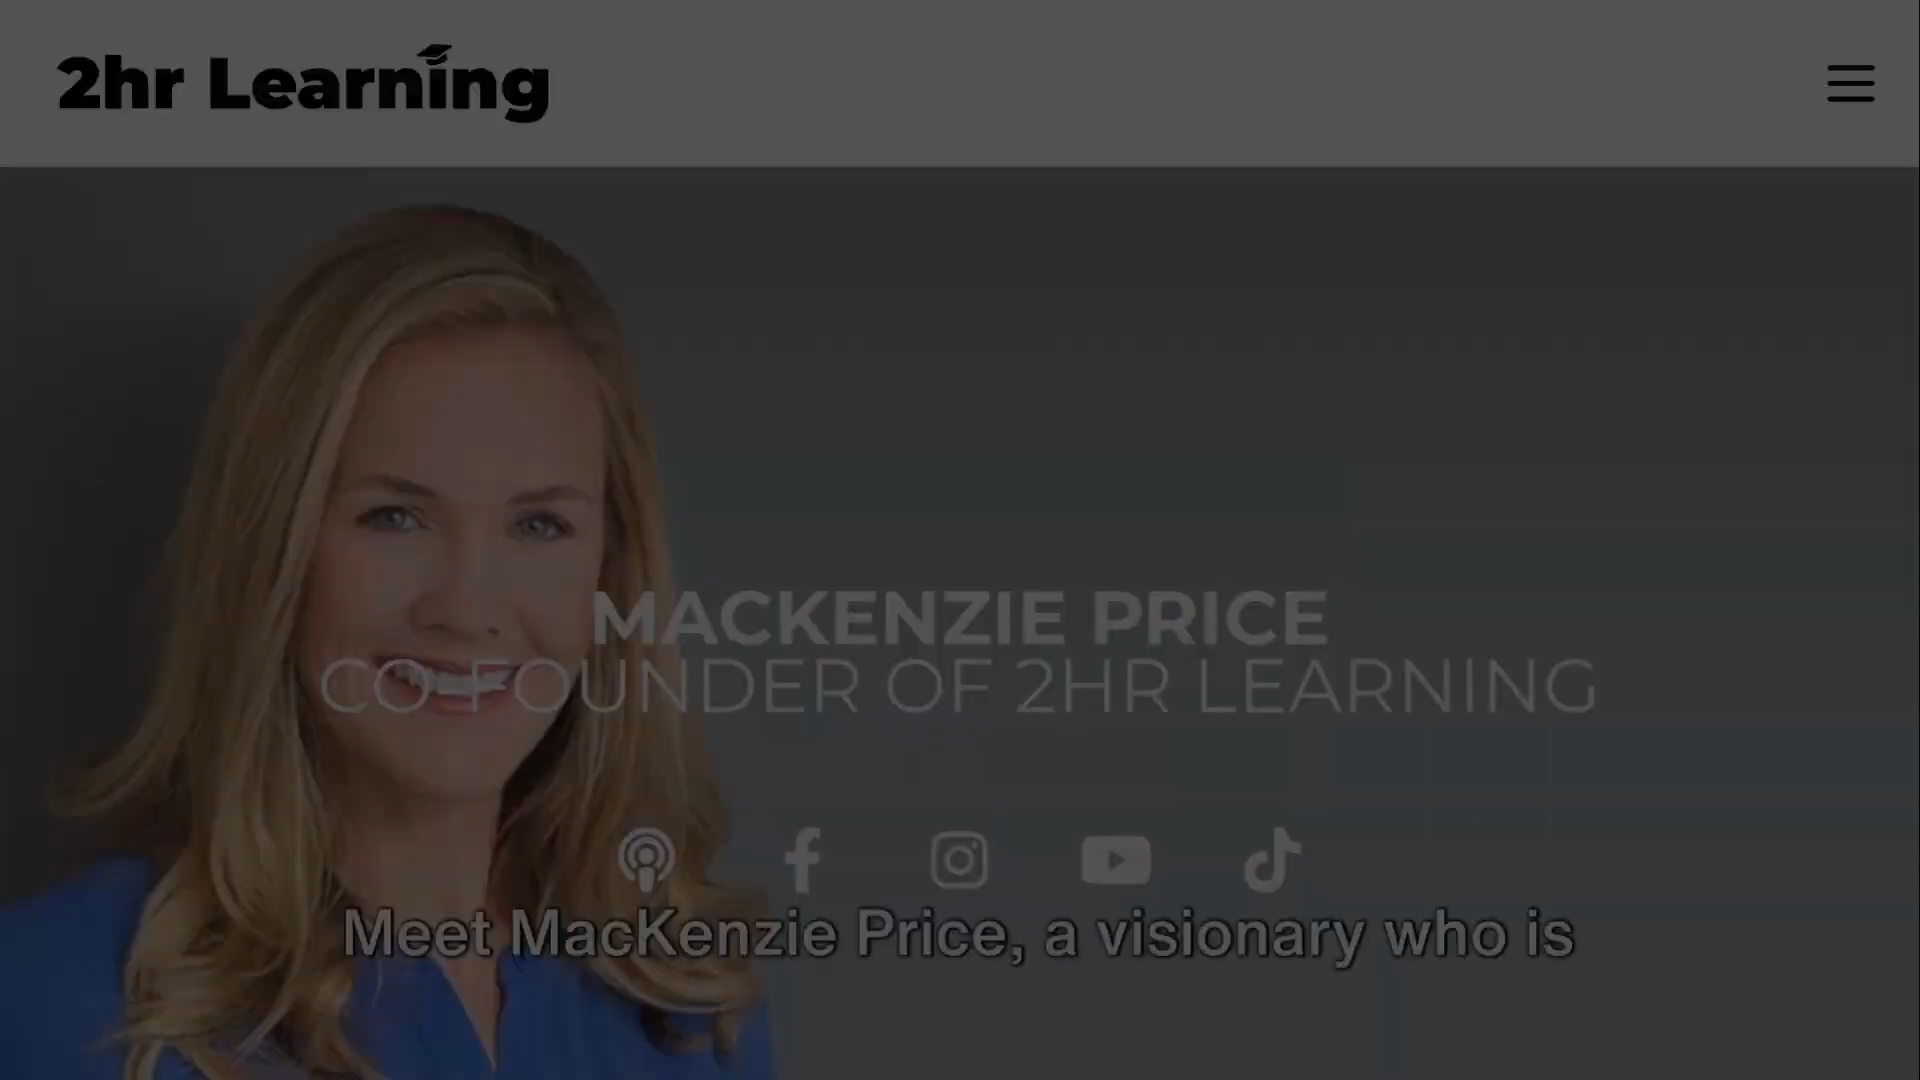 2hr Learning
MACKENZIE PRICE
CO-FOUNDER OF 2HR LEARNING
Meet MacKenzie Price, a visionary who is